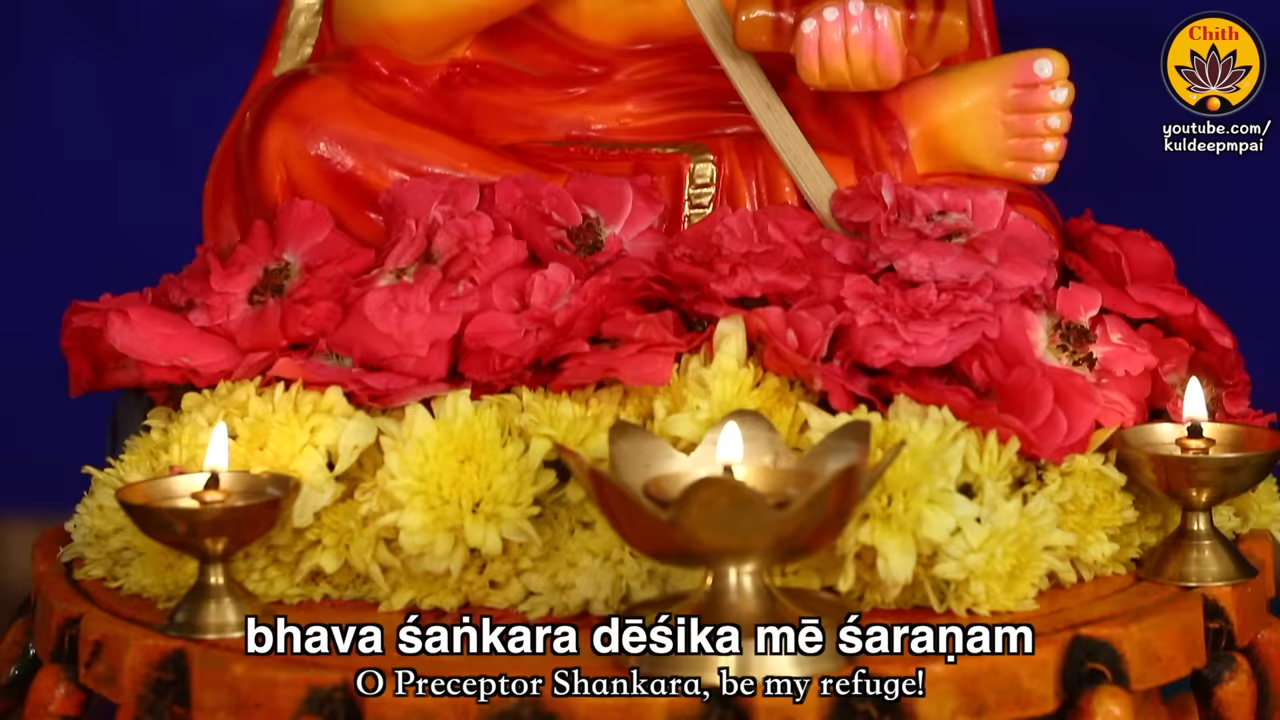 Chith
youtube.com/
kuldeepmpai
bhava śaṅkara dēśika mē śaraṇam
O Preceptor Shankara, be my refuge!